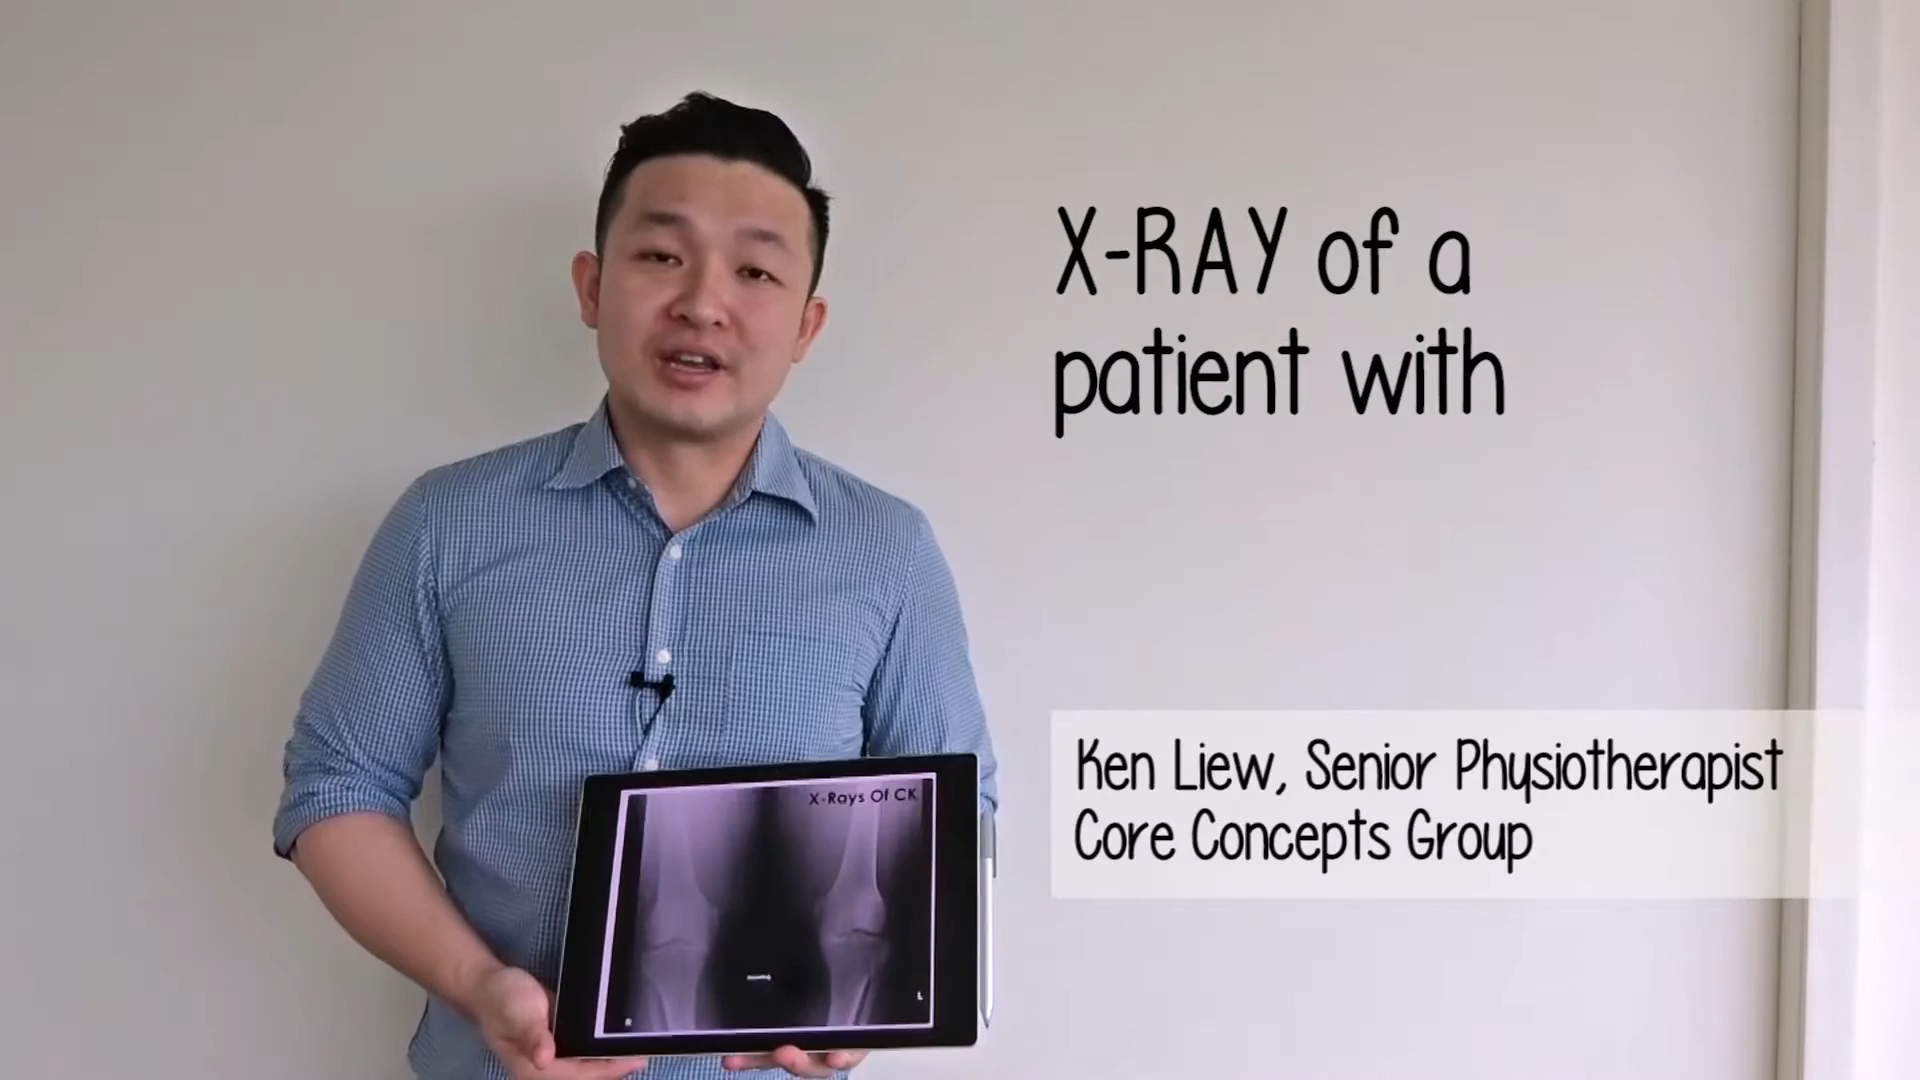 X-RAY of a
patient with
Ken Liew, Senior Physiotherapist
Core Concepts Group
X-Rays Of CK
R
L